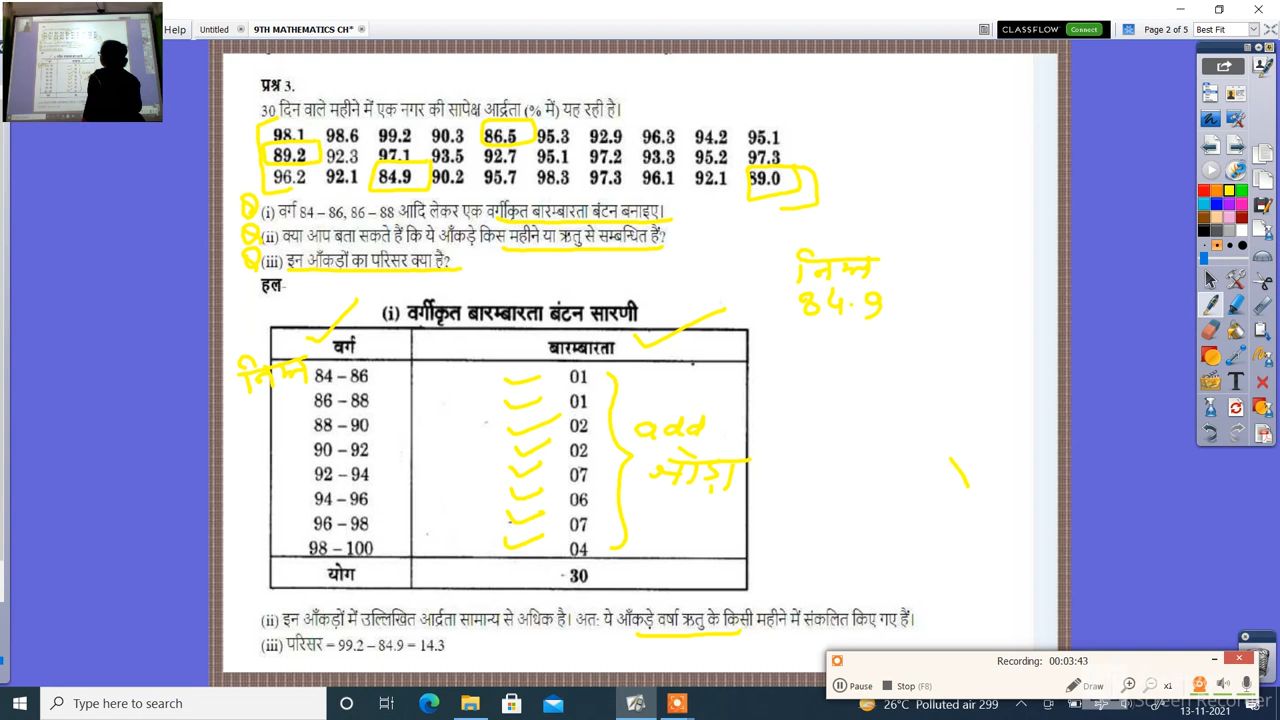 Help Untitled 9TH MATHEMATICS CH* CLASSFLOW Connect Page 2 of 5 Best Fit
प्रश्न 3.
30 दिन वाले महीने में एक नगर की सापेक्ष आर्द्रता (% में) यह रही है।
98.1 98.6 99.2 90.3 86.5 95.3 92.9 96.3 94.2 95.1
89.2 92.3 97.1 93.5 92.7 95.1 97.2 93.3 95.2 97.3
96.2 92.1 84.9 90.2 95.7 98.3 97.3 96.1 92.1 89.0
(i) वर्ग 84 – 86, 86 – 88 आदि लेकर एक वर्गीकृत बारम्बारता बंटन बनाइए।
(ii) क्या आप बता सकते हैं कि ये आँकड़े किस महीने या ऋतु से सम्बन्धित हैं?
(iii) इन आँकड़ों का परिसर क्या है?
निम्न
84.9
हल-
(i) वर्गीकृत बारम्बारता बंटन सारणी
वर्ग बारम्बारता
निम्न 84 – 86 01
86 – 88 01
88 – 90 02
add
90 – 92 02
92 – 94 07
जोड़ा
94 – 96 06
96 – 98 07
98 – 100 04
योग 30
(ii) इन आँकड़ों में उल्लिखित आर्द्रता सामान्य से अधिक है। अत: ये आँकड़े वर्षा ऋतु के किसी महीने में संकलित किए गए हैं।
(iii) परिसर = 99.2 – 84.9 = 14.3
Recording: 00:03:43
Pause Stop (F8) Draw x1
Type here to search
26°C Polluted air 299
13-11-2021